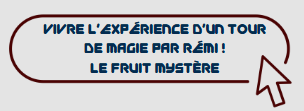 VIVRE L'EXPÉRIENCE D'UN TOUR
DE MAGIE PAR RÉMI !
LE FRUIT MYSTÈRE